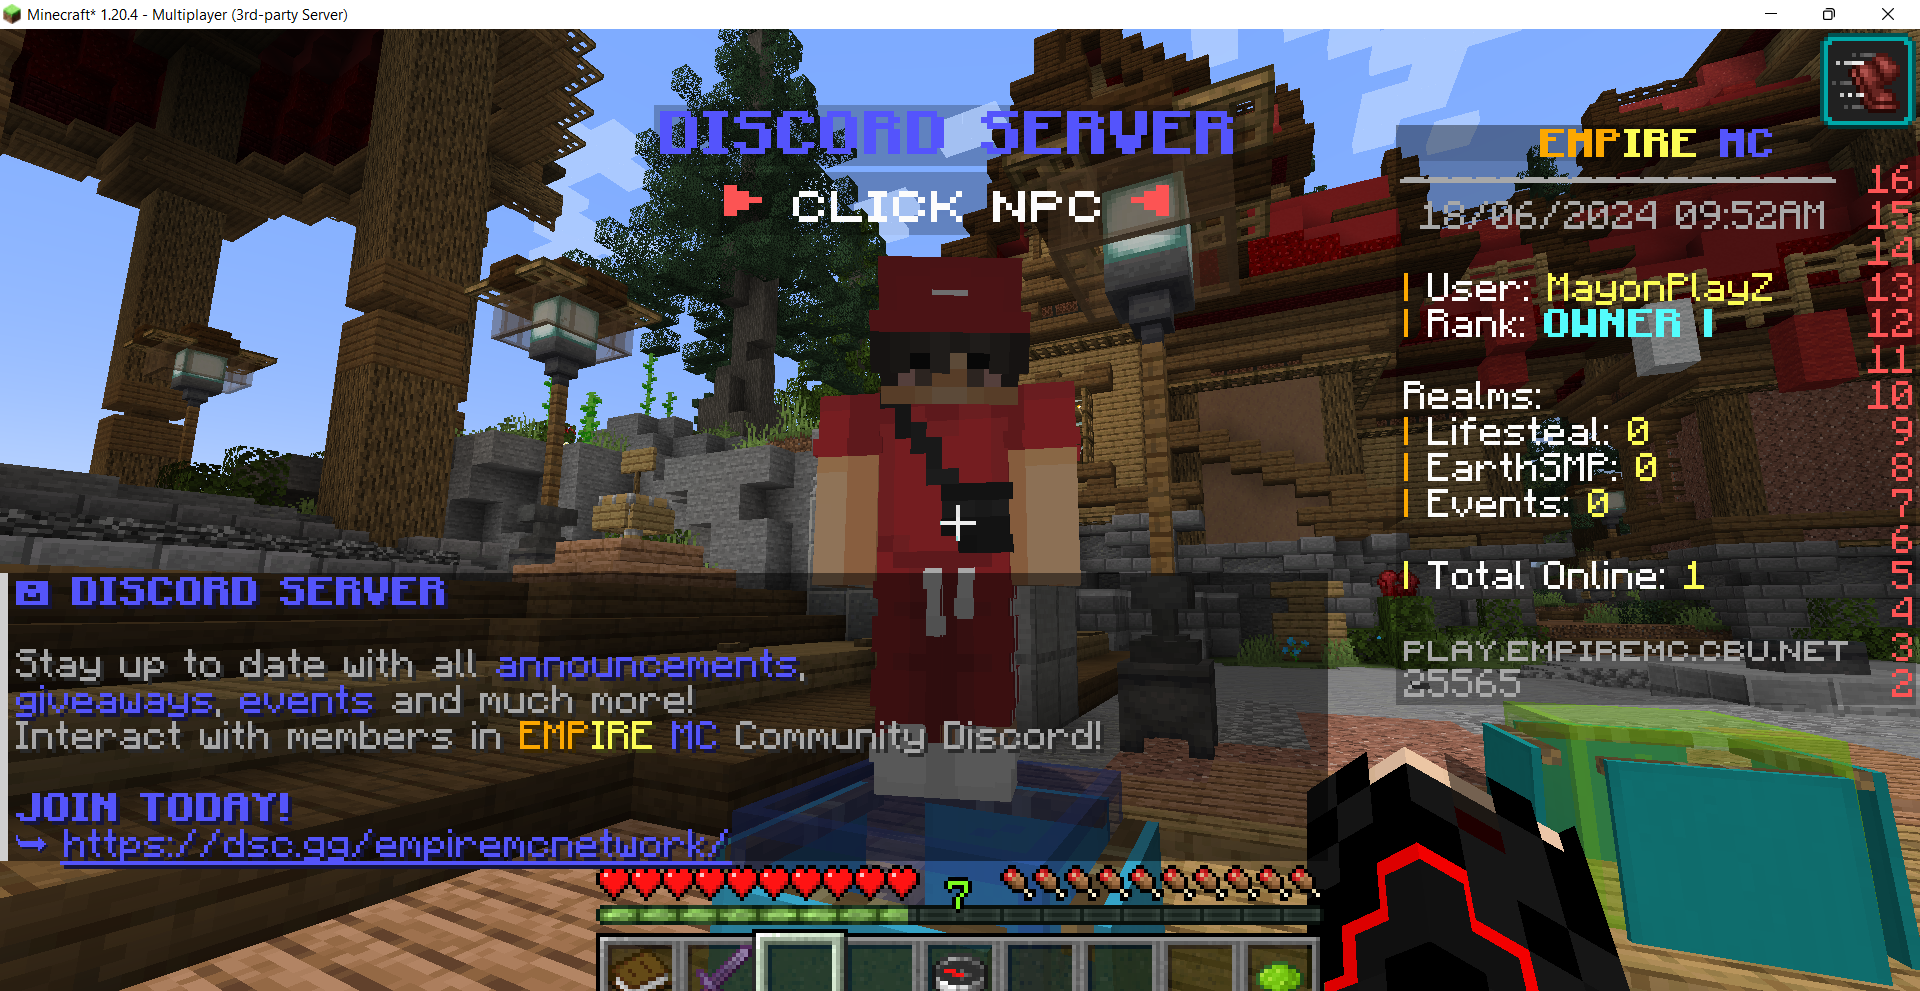 Minecraft* 1.20.4 - Multiplayer (3rd-party Server)
DISCORD SERVER
CLICK NPC
EMPIRE MC
18/06/2024 09:52AM
User: MayonPlayZ
Rank: OWNER
Realms:
Lifesteal: 0
EarthSMP: 0
Events: 0
Total Online: 1
PLAY.EMPIREMC.CBU.NET
25565
16
15
14
13
12
11
10
9
8
7
6
5
4
3
2
DISCORD SERVER
Stay up to date with all announcements,
giveaways, events and much more!
Interact with members in EMPIRE MC Community Discord!
JOIN TODAY!
↪ https://dsc.gg/empiremcnetwork/
7